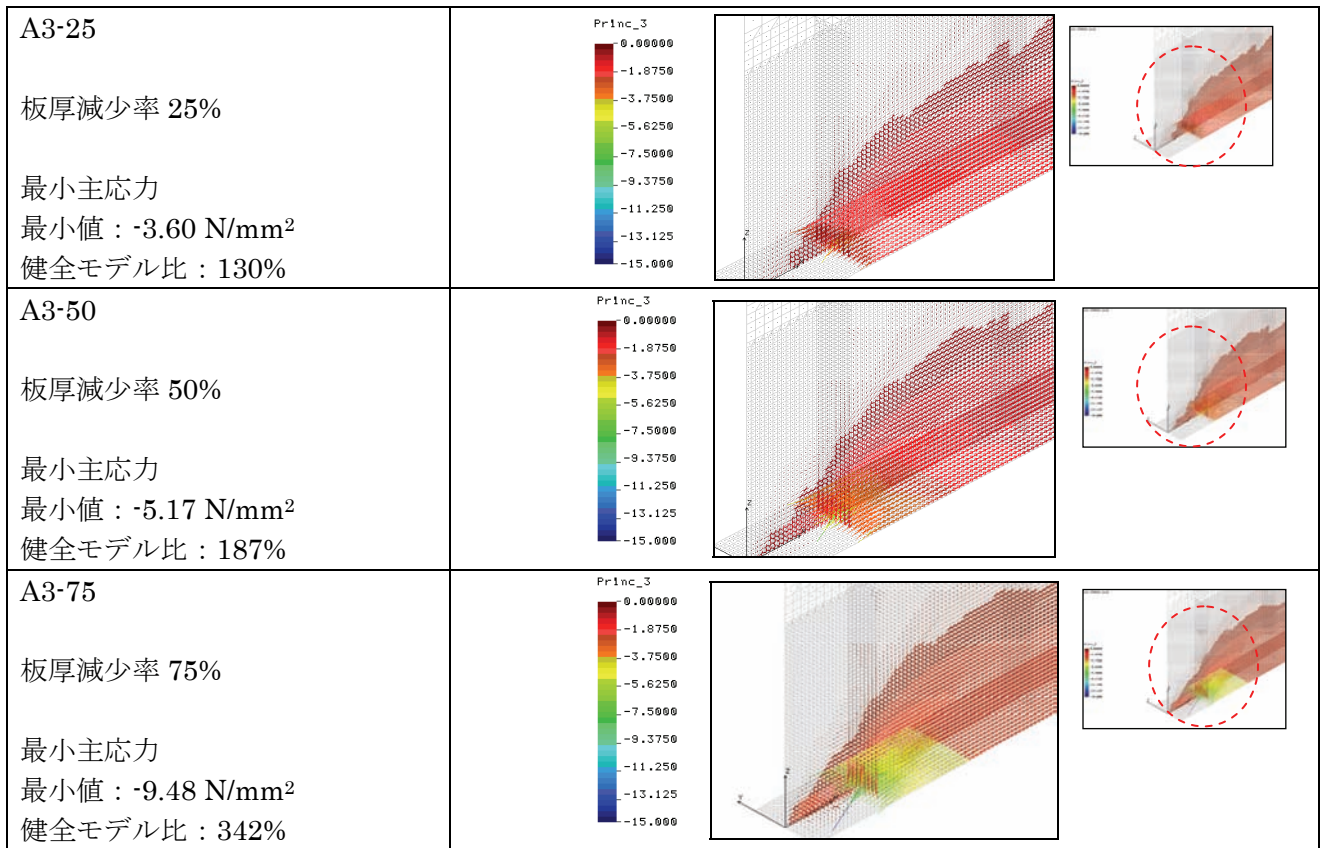 A3-25
板厚減少率 25%
最小主応力
最小値：-3.60 N/mm²
健全モデル比：130%
Princ_3
0.00000
-1.8750
-3.7500
-5.6250
-7.5000
-9.3750
-11.250
-13.125
-15.000
z
A3-50
板厚減少率 50%
最小主応力
最小値：-5.17 N/mm²
健全モデル比：187%
Princ_3
0.00000
-1.8750
-3.7500
-5.6250
-7.5000
-9.3750
-11.250
-13.125
-15.000
z
A3-75
板厚減少率 75%
最小主応力
最小値：-9.48 N/mm²
健全モデル比：342%
Princ_3
0.00000
-1.8750
-3.7500
-5.6250
-7.5000
-9.3750
-11.250
-13.125
-15.000
z
Y